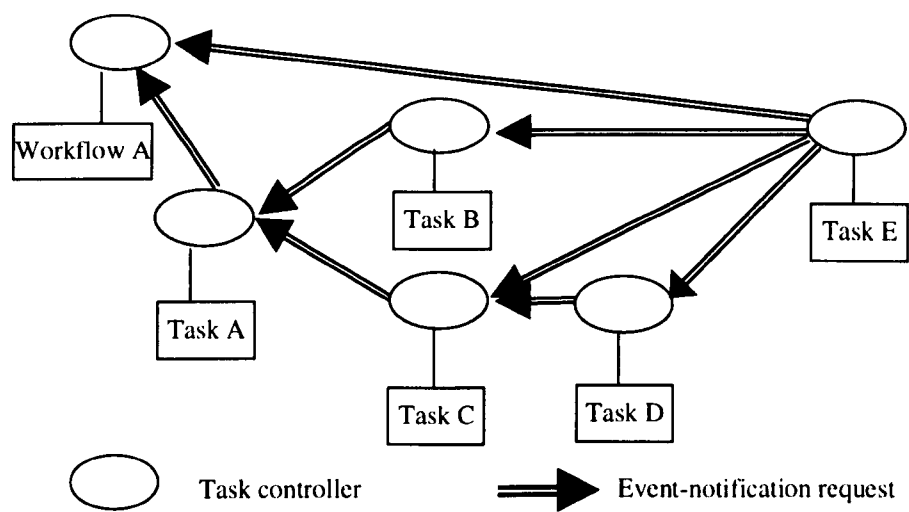 Workflow A
Task B
Task E
Task A
Task C
Task D
Task controller
Event-notification request